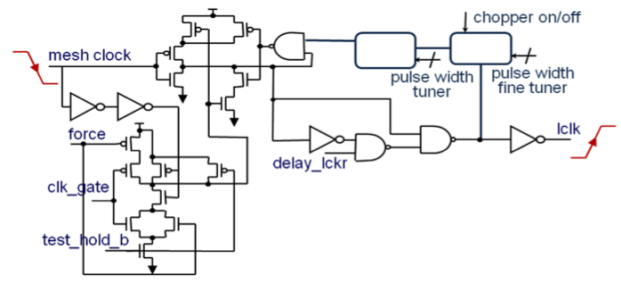 chopper on/off
mesh clock
pulse width
tuner
pulse width
fine tuner
force
lclk
delay_lckr
clk_gate
test_hold_b